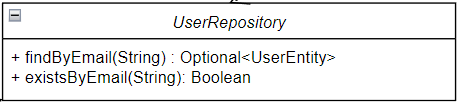 UserRepository
+ findByEmail(String) : Optional<UserEntity>
+ existsByEmail(String): Boolean